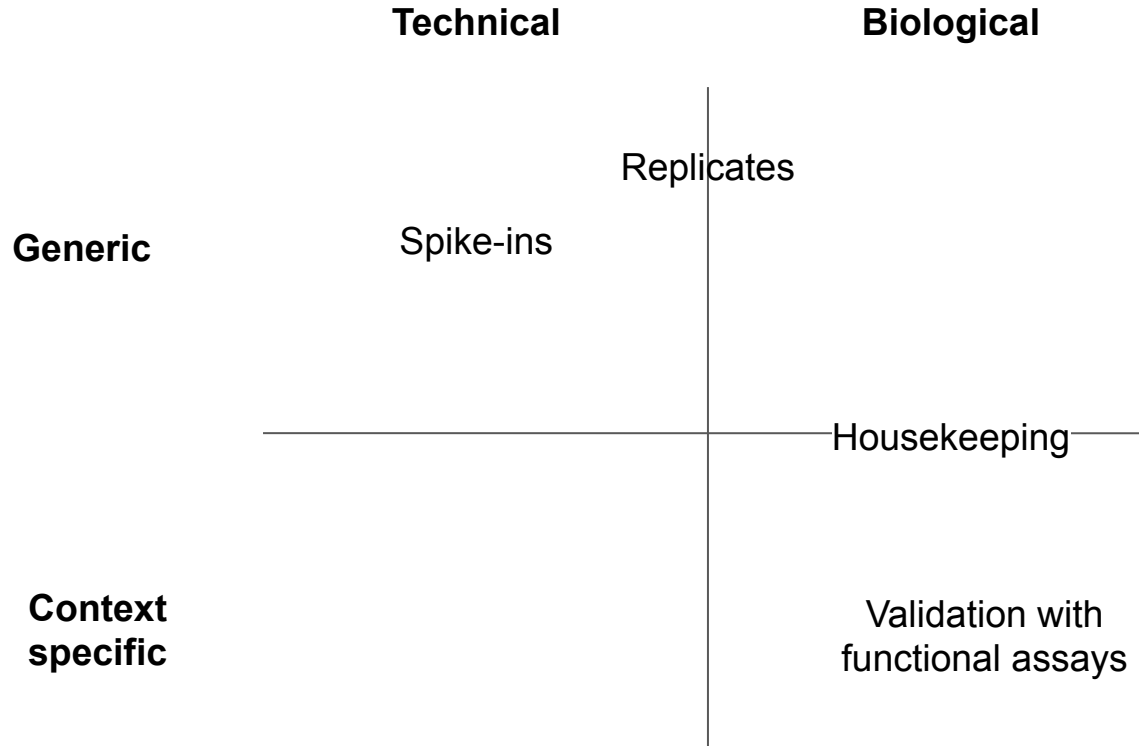 Technical
Biological
Replicates
Generic
Spike-ins
Housekeeping
Context
specific
Validation with
functional assays